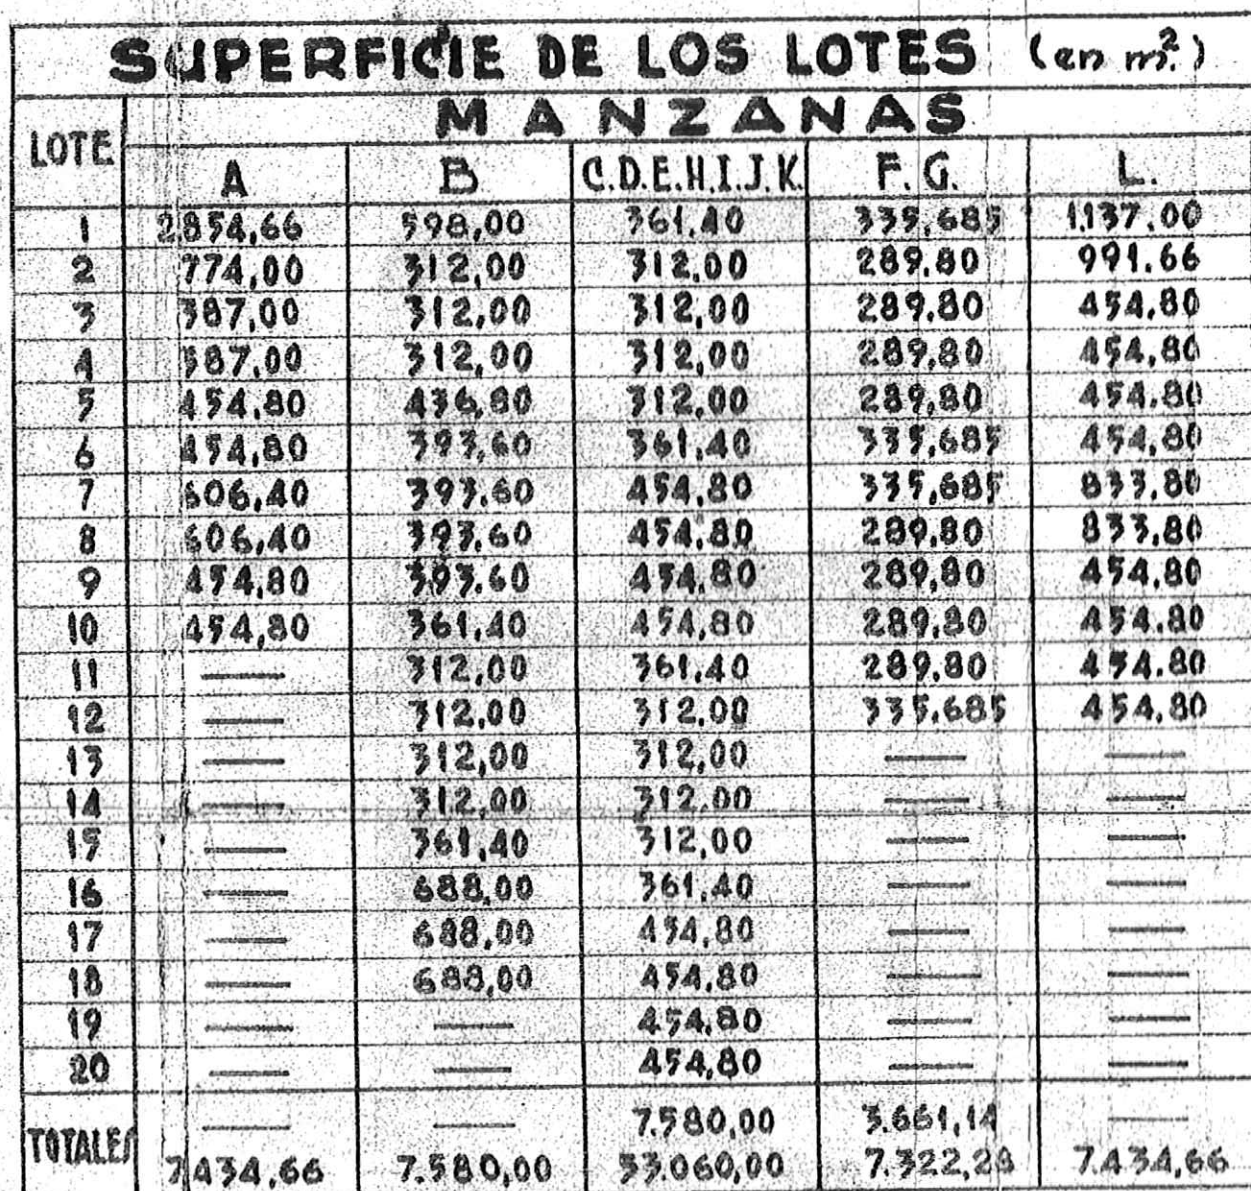 SUPERFICIE DE LOS LOTES (en m².)
LOTE MANZANAS
A B C.D.E.H.I.J.K. F. G. L.
1 2854,66 598,00 361,40 335,685 1.137,00
2 774,00 312,00 312,00 289,80 991.66
3 387,00 312,00 312,00 289,80 454,80
4 387,00 312,00 312,00 289,80 454,80
5 454,80 436,80 312,00 289,80 454,80
6 454,80 393,60 361,40 335,685 454,80
7 606,40 393,60 454,80 335,685 833,80
8 606,40 393,60 454,80 289,80 833,80
9 454,80 393,60 454,80 289,80 454,80
10 454,80 361,40 454,80 289,80 454,80
11 — 312,00 361,40 289,80 454,80
12 — 312,00 312,00 335,685 454,80
13 — 312,00 312,00 — —
14 — 312,00 312,00 — —
15 — 361,40 312,00 — —
16 — 688,00 361,40 — —
17 — 688,00 454,80 — —
18 — 688,00 454,80 — —
19 — — 454,80 — —
20 — — 454,80 — —
TOTALES — — 7.580,00 3.661,14 —
7.434,66 7.580,00 53.060,00 7.322,28 7.434,66